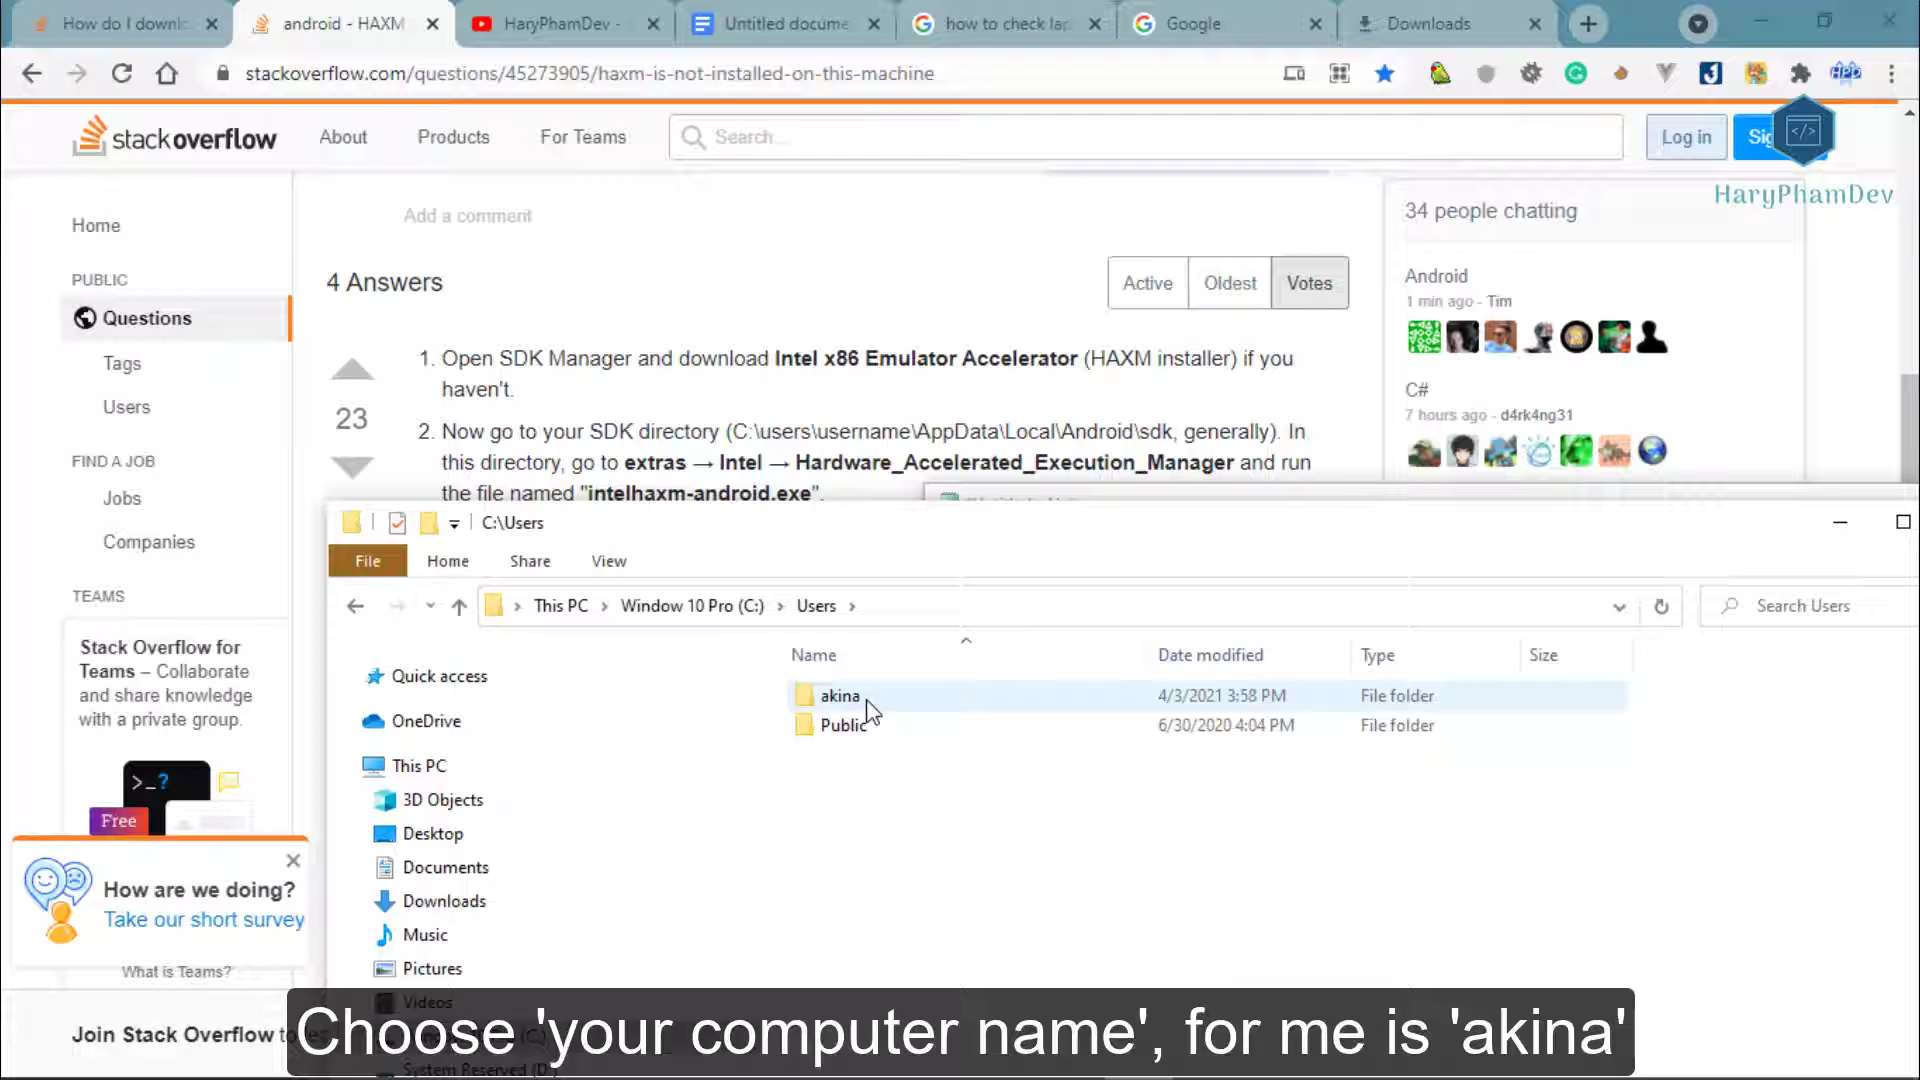 How do I downl
android - HAXM
HaryPhamDev -
Untitled docume
how to check lap
Google
Downloads
stackoverflow.com/questions/45273905/haxm-is-not-installed-on-this-machine
stack overflow
About
Products
For Teams
Search...
Log in
Sig
HaryPhamDev
Home
PUBLIC
Questions
Tags
Users
FIND A JOB
Jobs
Companies
TEAMS
Stack Overflow for
Teams – Collaborate
and share knowledge
with a private group.
>_?
Free
How are we doing?
Take our short survey
What is Teams?
Join Stack Overflow to
Add a comment
4 Answers
Active
Oldest
Votes
23
1. Open SDK Manager and download Intel x86 Emulator Accelerator (HAXM installer) if you
haven't.
2. Now go to your SDK directory (C:\users\username\AppData\Local\Android\sdk, generally). In
this directory, go to extras → Intel → Hardware_Accelerated_Execution_Manager and run
the file named "intelhaxm-android.exe".
34 people chatting
Android
1 min ago - Tim
C#
7 hours ago - d4rk4ng31
C:\Users
File
Home
Share
View
This PC > Window 10 Pro (C:) > Users >
Search Users
Name
Date modified
Type
Size
akina
4/3/2021 3:58 PM
File folder
Public
6/30/2020 4:04 PM
File folder
Quick access
OneDrive
This PC
3D Objects
Desktop
Documents
Downloads
Music
Pictures
Videos
System Reserved (D:)
Choose 'your computer name', for me is 'akina'